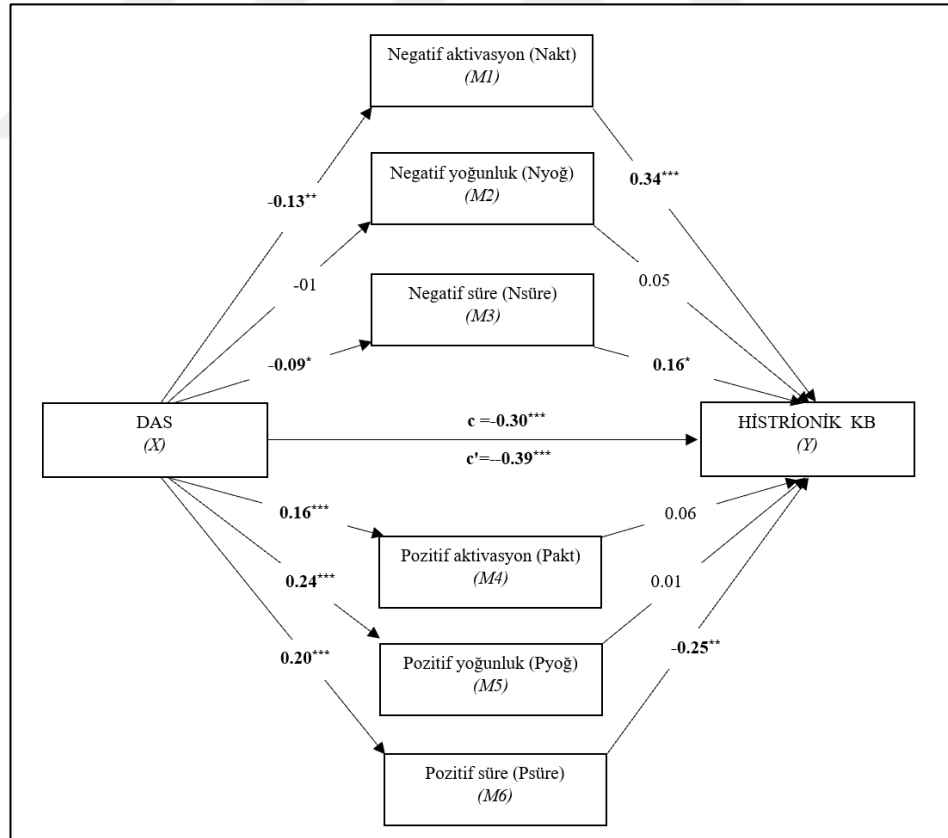 Negatif aktivasyon (Nakt)
(M1)
Negatif yoğunluk (Nyoğ)
(M2)
-0.13**
0.34***
-01
0.05
Negatif süre (Nsüre)
(M3)
-0.09*
0.16*
DAS
(X)
c =-0.30***
c'=--0.39***
HİSTRİONİK KB
(Y)
0.16***
0.06
Pozitif aktivasyon (Pakt)
(M4)
0.24***
0.01
0.20***
-0.25**
Pozitif yoğunluk (Pyoğ)
(M5)
Pozitif süre (Psüre)
(M6)